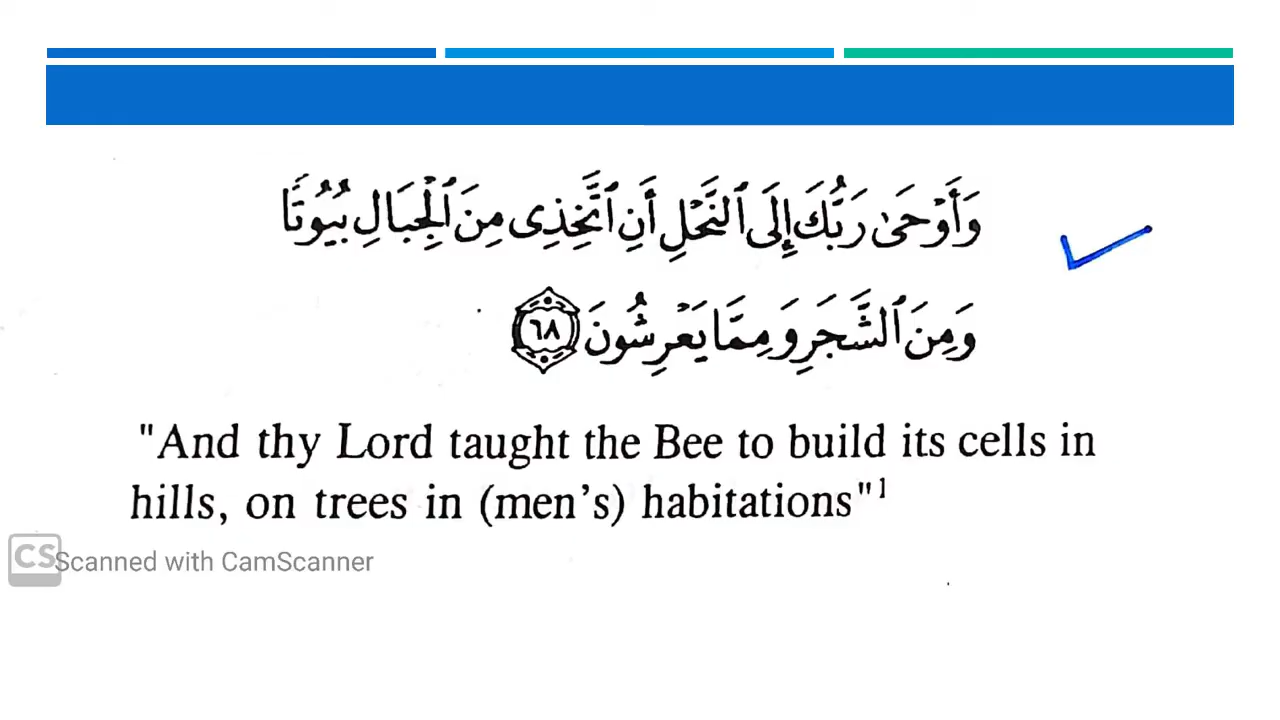 وَأَوْحَىٰ رَبُّكَ إِلَى ٱلنَّحْلِ أَنِ ٱتَّخِذِى مِنَ ٱلْجِبَالِ بُيُوتًا
وَمِنَ ٱلشَّجَرِ وَمِمَّا يَعْرِشُونَ ٦٨
"And thy Lord taught the Bee to build its cells in
hills, on trees in (men's) habitations"¹
CS Scanned with CamScanner